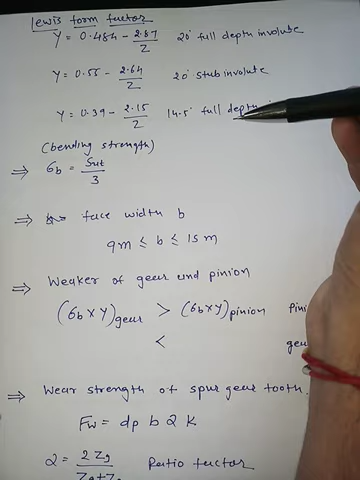 Lewis form factor
Y = 0.484 - 2.87/Z 20° full depth involute
Y = 0.55 - 2.64/Z 20° stub involute
Y = 0.39 - 2.15/Z 14.5° full depth
(bending strength)
⇒ σb = Sut/3
⇒ face width b
9m ≤ b ≤ 15m
⇒ Weaker of gear and pinion
(σb × Y)gear > (σb × Y)pinion
<
⇒ Wear strength of spur gear tooth.
Fw = dp b Q K
Q = 2Zg/Zg+Z Ratio factor